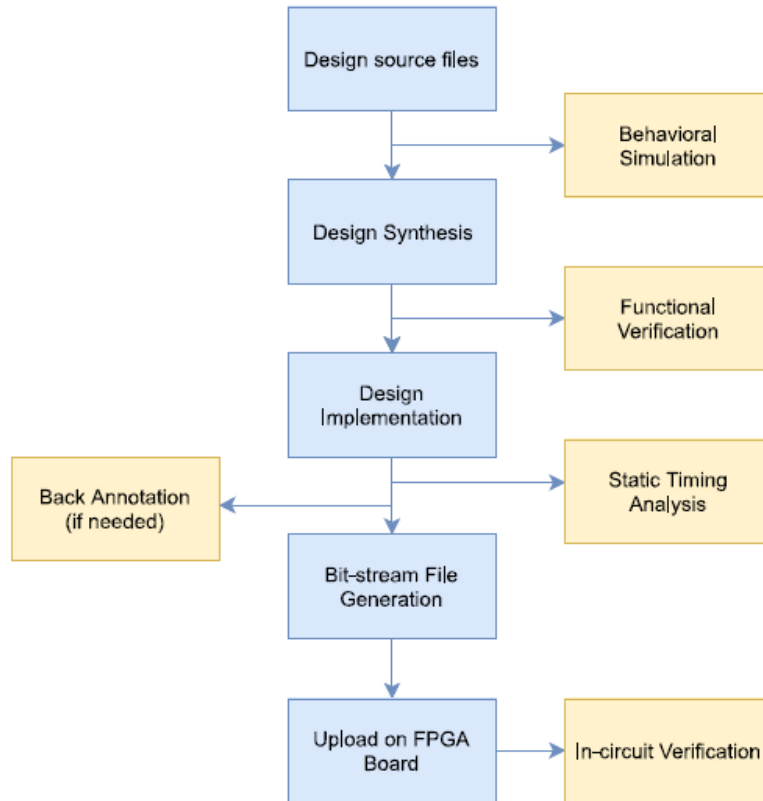 Design source files
Behavioral
Simulation
Design Synthesis
Functional
Verification
Design
Implementation
Static Timing
Analysis
Back Annotation
(if needed)
Bit-stream File
Generation
Upload on FPGA
Board
In-circuit Verification